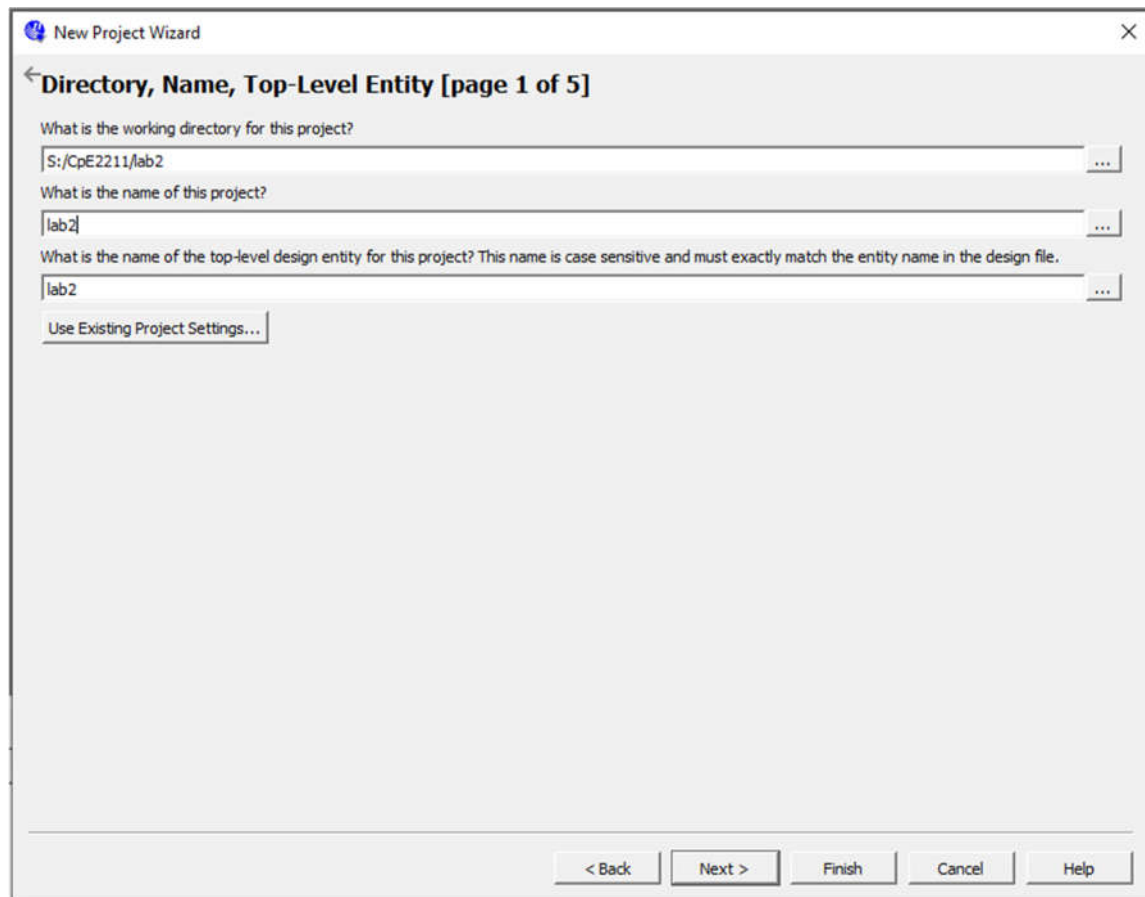 New Project Wizard
Directory, Name, Top-Level Entity [page 1 of 5]
What is the working directory for this project?
S:/CpE2211/lab2
...
What is the name of this project?
lab2
...
What is the name of the top-level design entity for this project? This name is case sensitive and must exactly match the entity name in the design file.
lab2
...
Use Existing Project Settings...
< Back
Next >
Finish
Cancel
Help